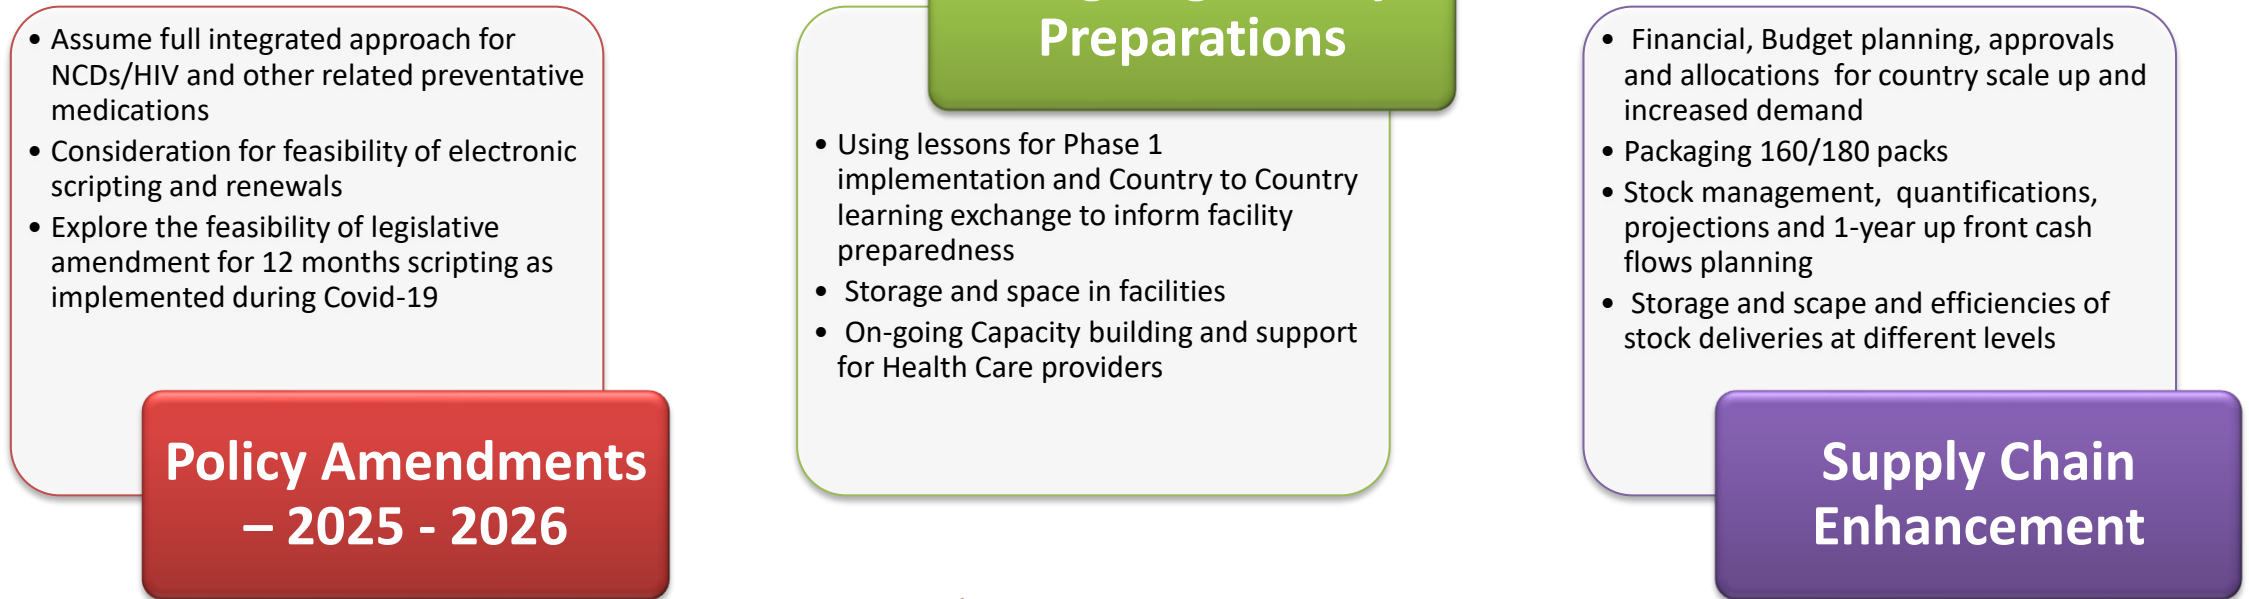 • Assume full integrated approach for
NCDs/HIV and other related preventative
medications
• Consideration for feasibility of electronic
scripting and renewals
• Explore the feasibility of legislative
amendment for 12 months scripting as
implemented during Covid-19
Policy Amendments
– 2025 - 2026
Preparations
• Using lessons for Phase 1
implementation and Country to Country
learning exchange to inform facility
preparedness
• Storage and space in facilities
• On-going Capacity building and support
for Health Care providers
• Financial, Budget planning, approvals
and allocations for country scale up and
increased demand
• Packaging 160/180 packs
• Stock management, quantifications,
projections and 1-year up front cash
flows planning
• Storage and scape and efficiencies of
stock deliveries at different levels
Supply Chain
Enhancement